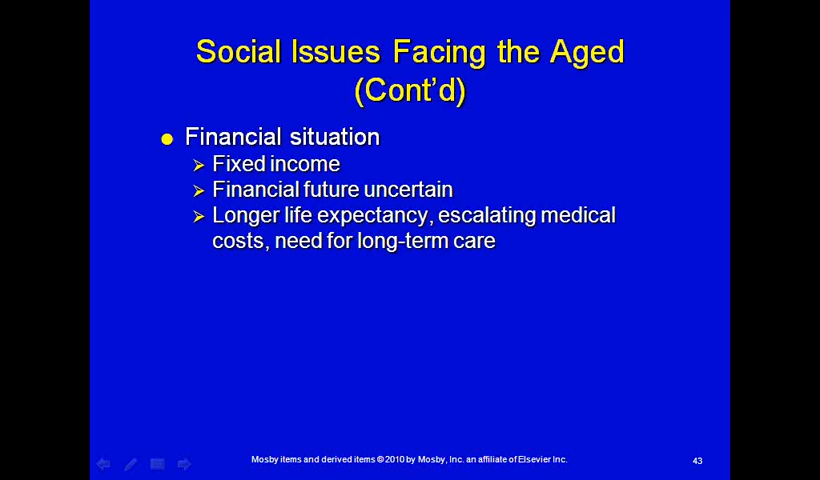 Social Issues Facing the Aged
(Cont'd)
Financial situation
Fixed income
Financial future uncertain
Longer life expectancy, escalating medical
costs, need for long-term care
Mosby items and derived items © 2010 by Mosby, Inc. an affiliate of Elsevier Inc.
43